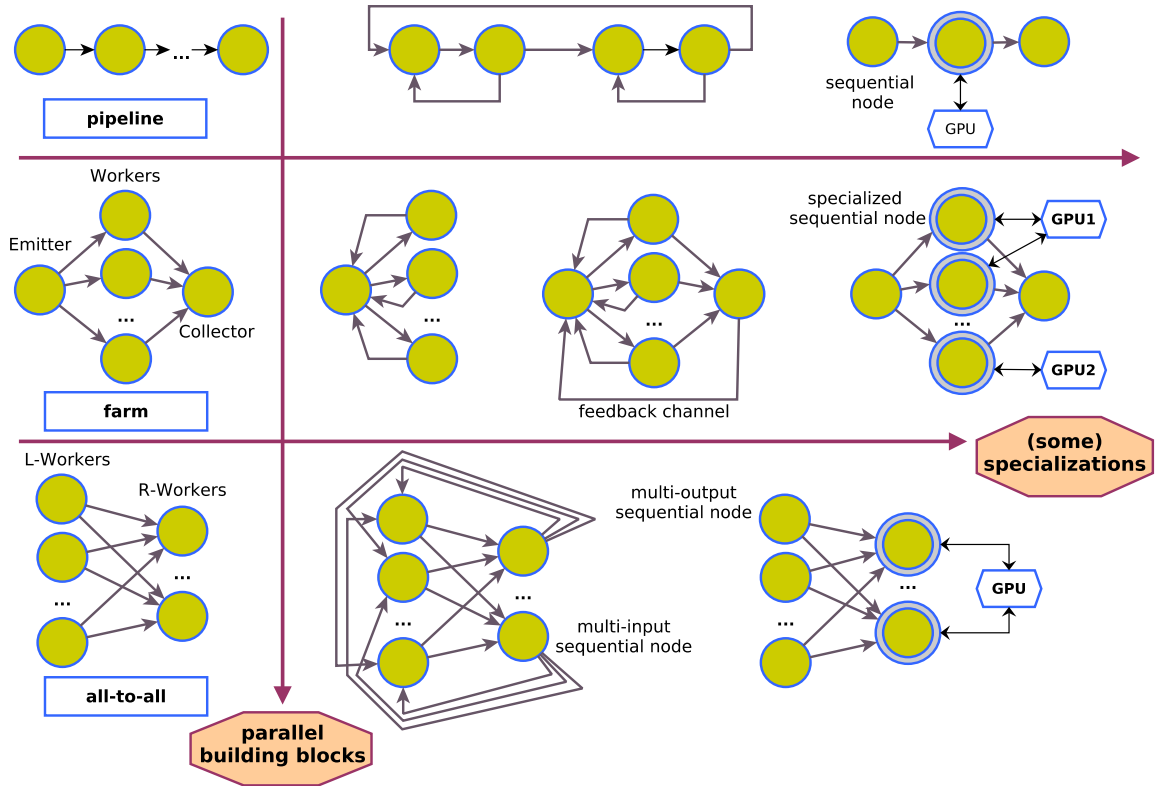 ...
pipeline
sequential
node
GPU
Workers
Emitter
...
Collector
farm
...
...
feedback channel
specialized
sequential node
GPU1
...
GPU2
(some)
specializations
L-Workers
R-Workers
...
...
all-to-all
...
...
multi-input
sequential node
multi-output
sequential node
...
...
GPU
parallel
building blocks